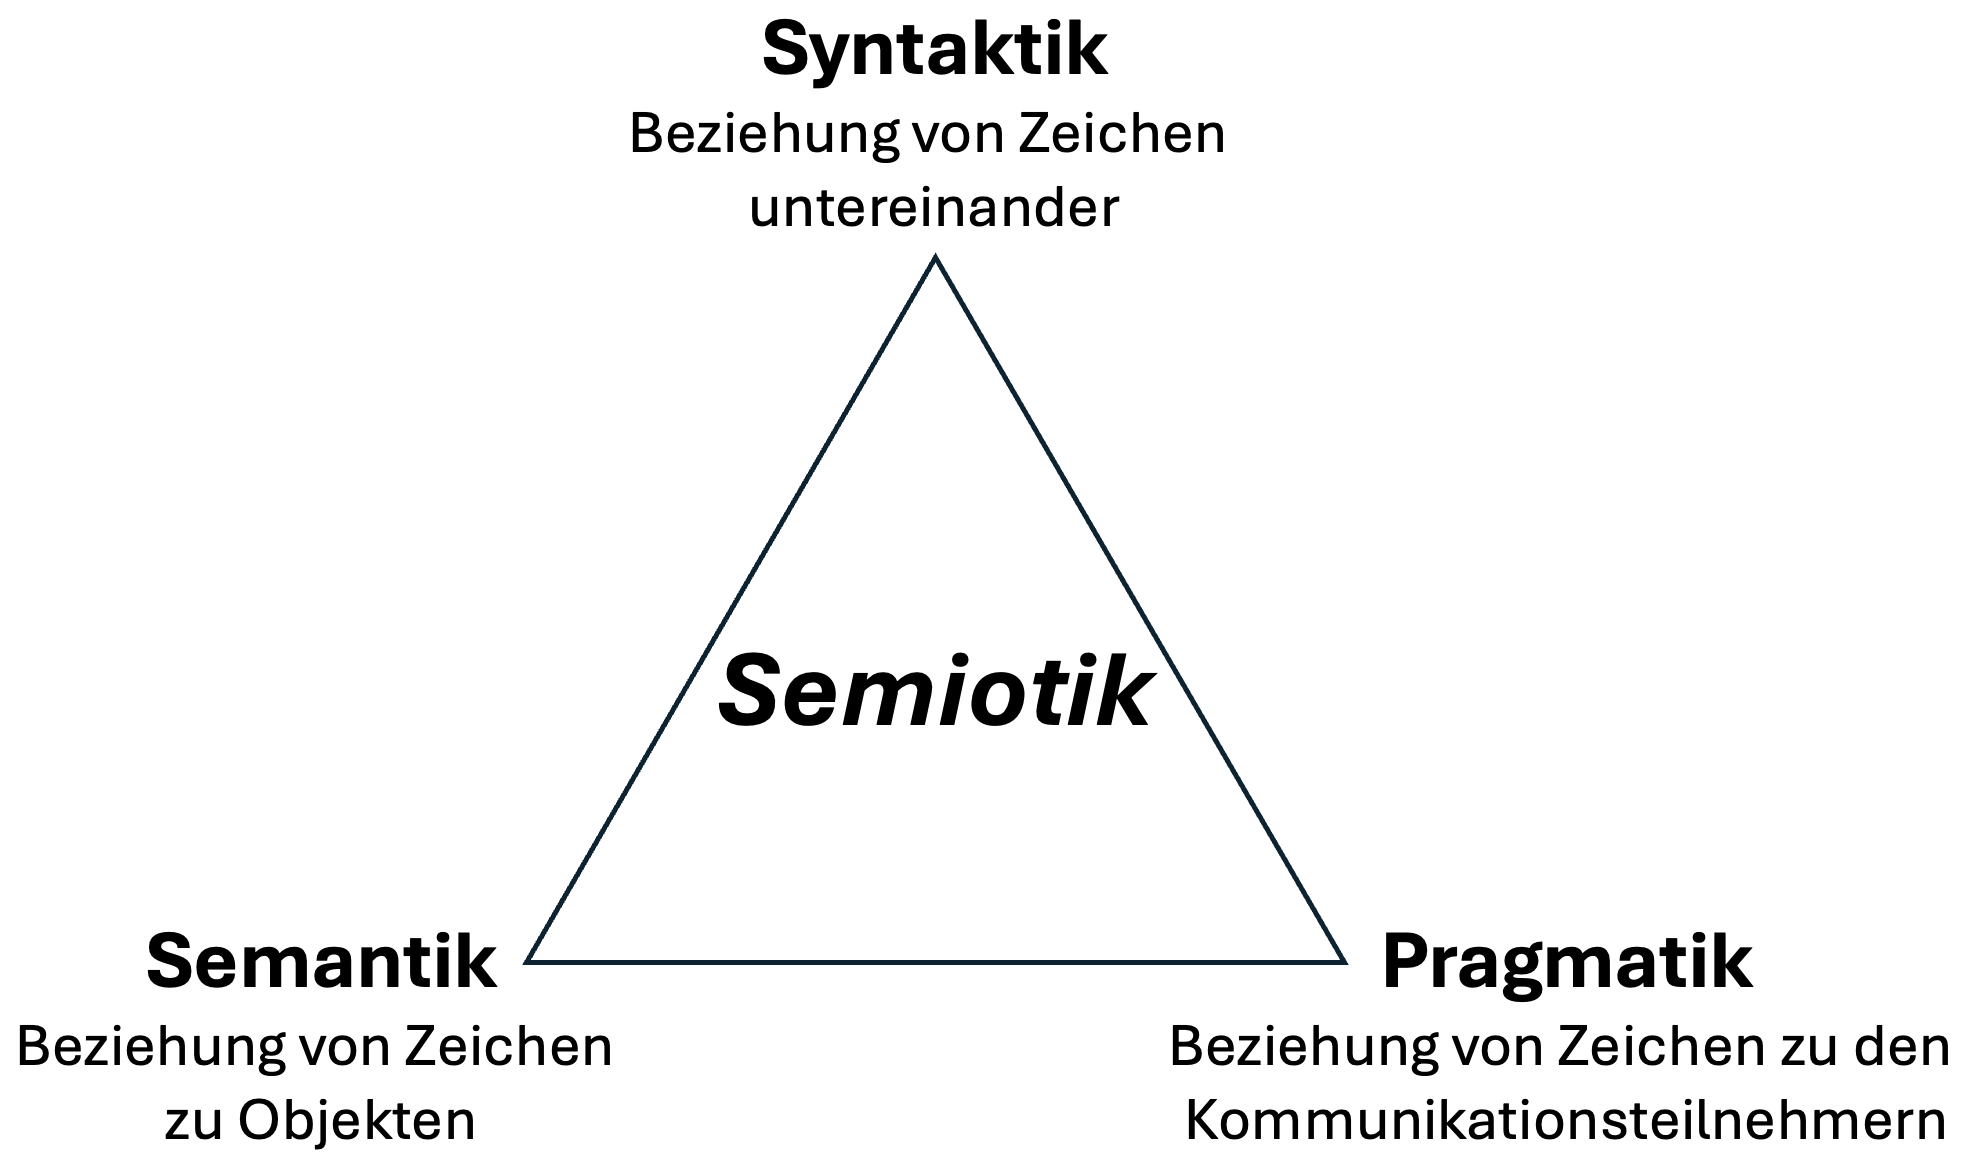 Syntaktik
Beziehung von Zeichen
untereinander
Semiotik
Semantik
Beziehung von Zeichen
zu Objekten
Pragmatik
Beziehung von Zeichen zu den
Kommunikationsteilnehmern